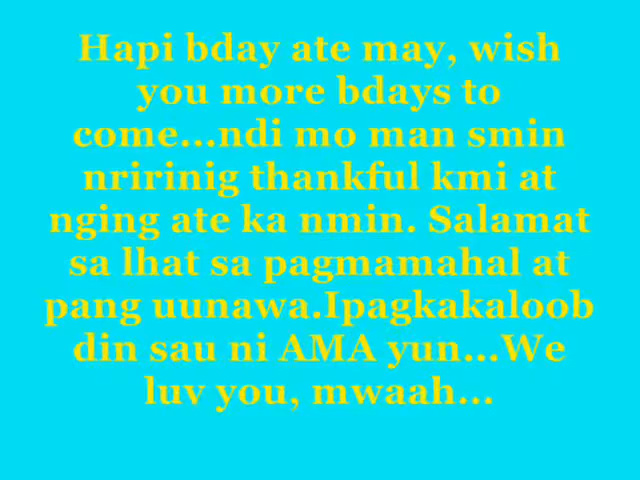 Hapi bday ate may, wish
you more bdays to
come...ndi mo man smin
nririnig thankful kmi at
nging ate ka nmin. Salamat
sa lhat sa pagmamahal at
pang uunawa.Ipagkakaloob
din sau ni AMA yun...We
luv you, mwaah...